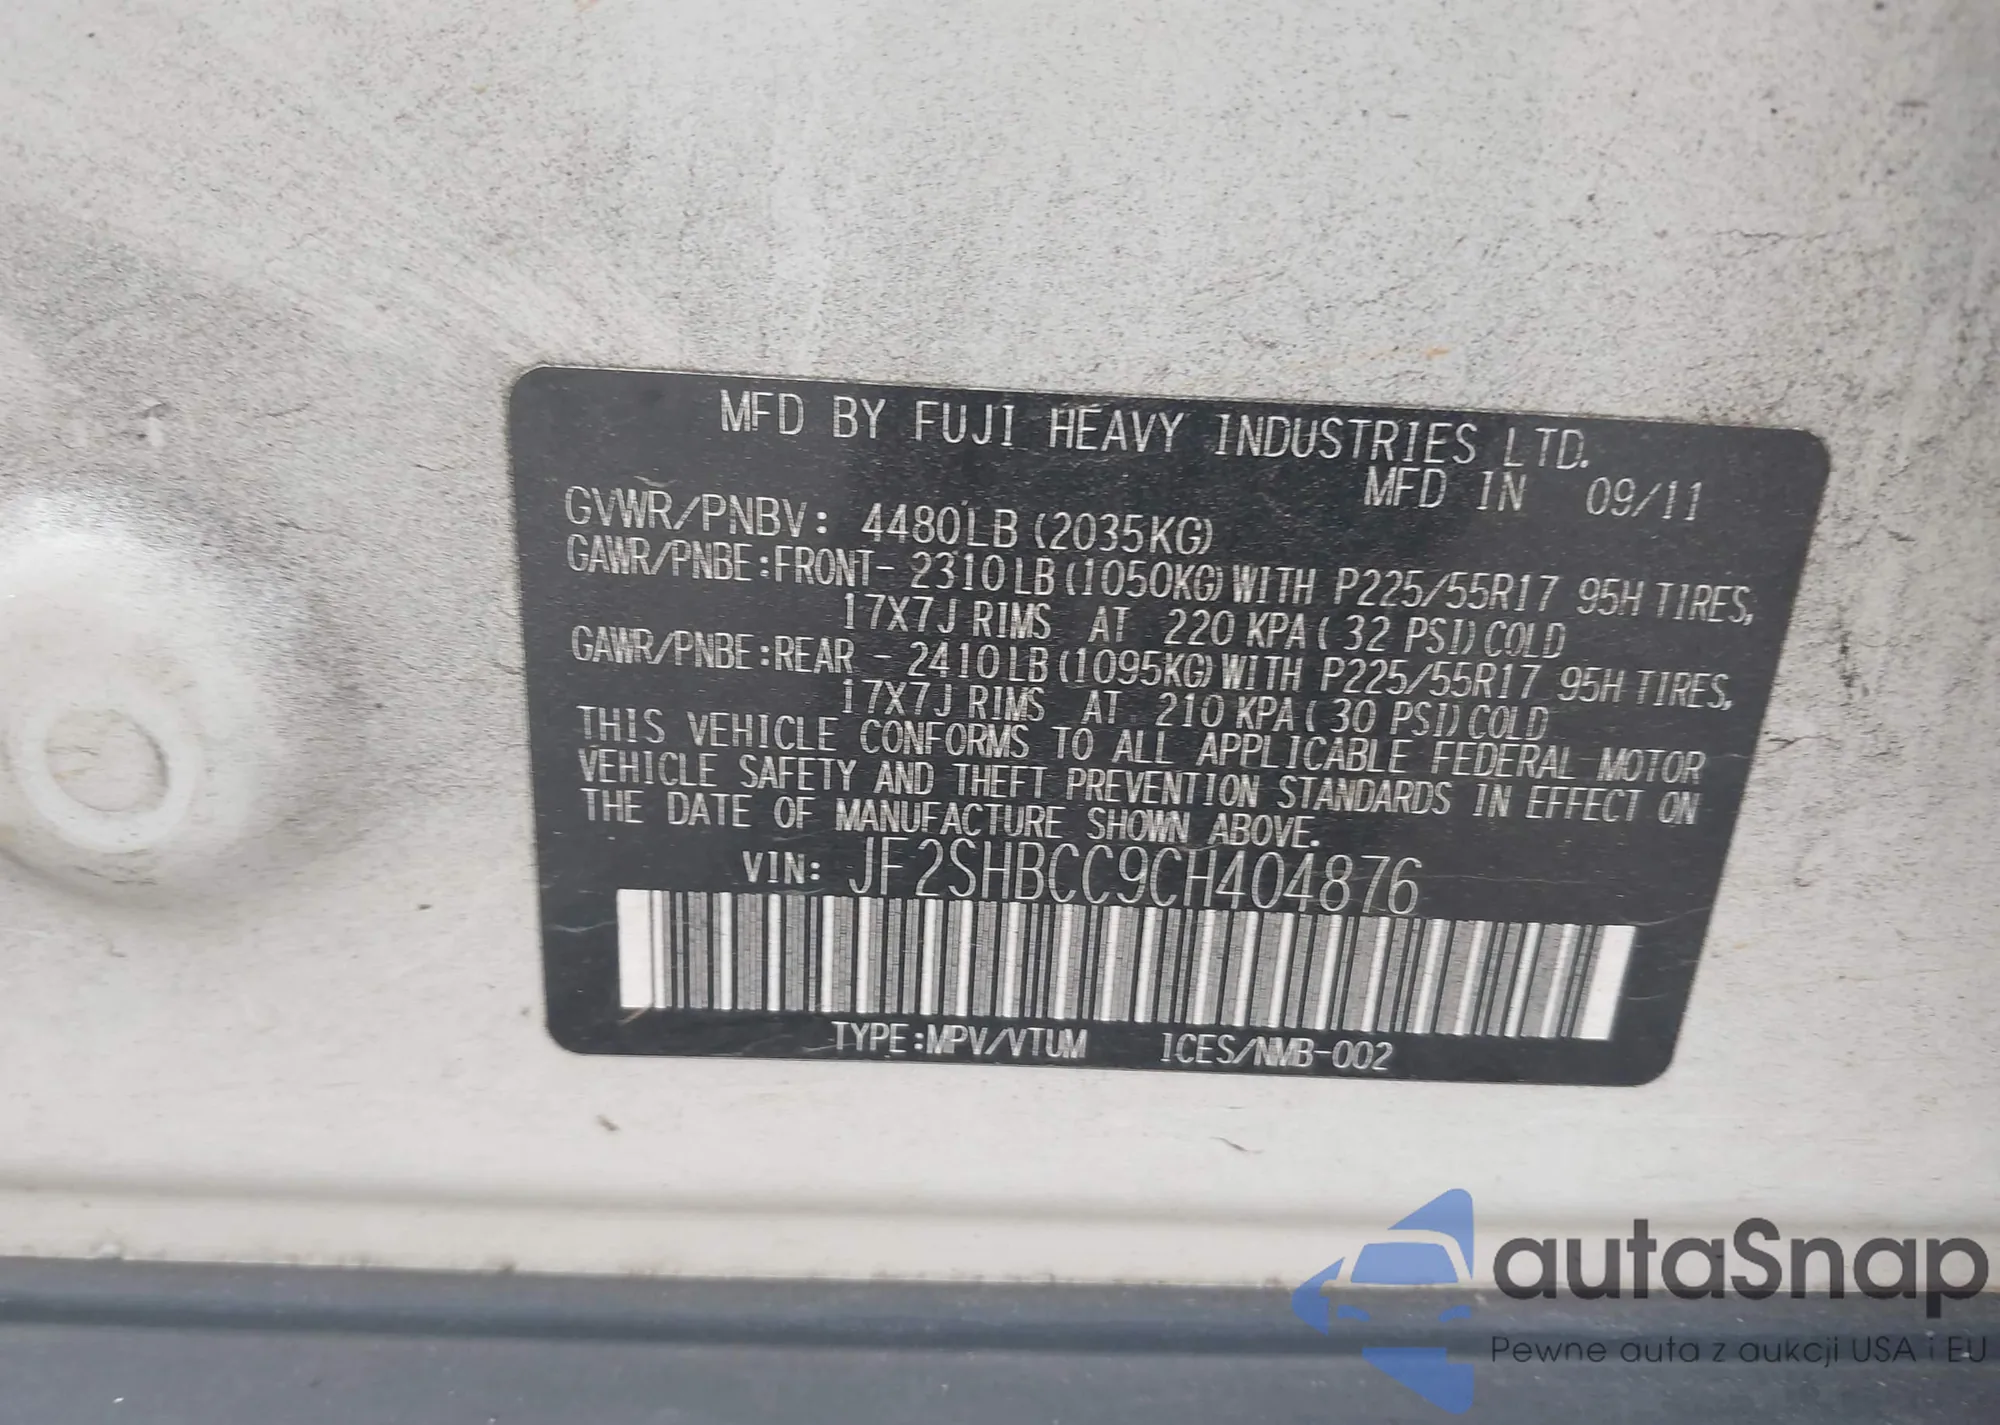 MFD BY FUJI HEAVY INDUSTRIES LTD.
MFD IN 09/11
GVWR/PNBV: 4480LB (2035KG)
GAWR/PNBE:FRONT- 2310LB(1050KG)WITH P225/55R17 95H TIRES,
17X7J RIMS AT 220 KPA( 32 PSI)COLD
GAWR/PNBE:REAR - 2410LB(1095KG)WITH P225/55R17 95H TIRES,
17X7J RIMS AT 210 KPA( 30 PSI)COLD
THIS VEHICLE CONFORMS TO ALL APPLICABLE FEDERAL MOTOR
VEHICLE SAFETY AND THEFT PREVENTION STANDARDS IN EFFECT ON
THE DATE OF MANUFACTURE SHOWN ABOVE.
VIN: JF2SHBCC9CH404876
TYPE:MPV/VTUM ICES/NMB-002
autaSnap
Pewne auta z aukcji USA i EU